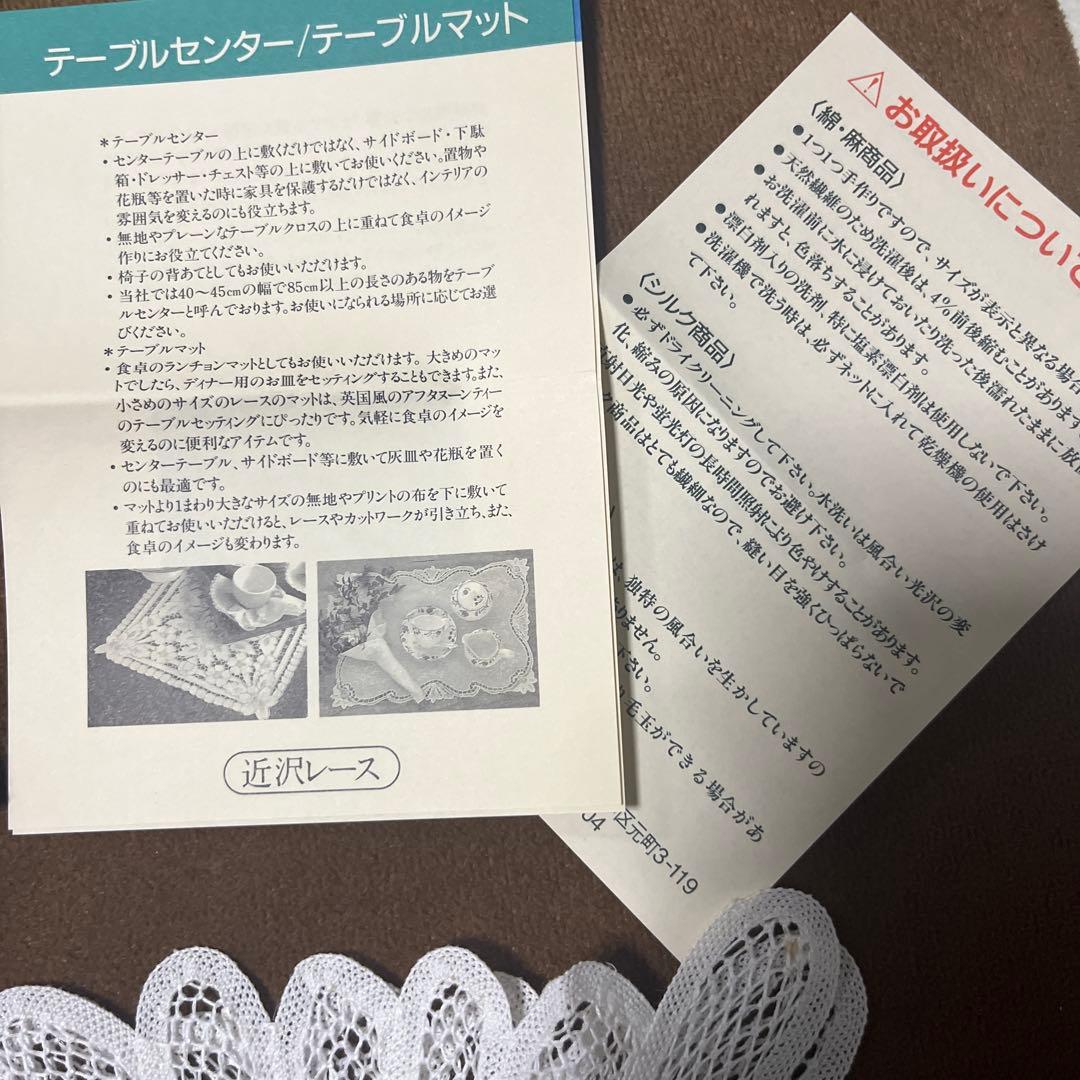 テーブルセンター/テーブルマット
＊テーブルセンター
・センターテーブルの上に敷くだけではなく、サイドボード・下駄
箱・ドレッサー・チェスト等の上に敷いてお使いください。置物や
花瓶等を置いた時に家具を保護するだけではなく、インテリアの
雰囲気を変えるのにも役立ちます。
・無地やプレーンなテーブルクロスの上に重ねて食卓のイメージ
作りにお役立てください。
・椅子の背あてとしてもお使いいただけます。
・当社では40〜45㎝の幅で85㎝以上の長さのある物をテーブ
ルセンターと呼んでおります。お使いになられる場所に応じてお選
びください。
＊テーブルマット
・食卓のランチョンマットとしてもお使いいただけます。大きめのマッ
トでしたら、ディナー用のお皿をセッティングすることもできます。また、
小さめのサイズのレースのマットは、英国風のアフタヌーンティー
のテーブルセッティングにぴったりです。気軽に食卓のイメージを
変えるのに便利なアイテムです。
・センターテーブル、サイドボード等に敷いて灰皿や花瓶を置く
のにも最適です。
・マットより1まわり大きなサイズの無地やプリントの布を下に敷いて
重ねてお使いいただけると、レースやカットワークが引き立ち、また、
食卓のイメージも変わります。
近沢レース
⚠お取扱いについて
〈綿・麻商品〉
●1つ1つ手作りですので、サイズが表示と異なる場合
●天然繊維のため洗濯後は、4％前後縮むことがあります
●お洗濯前に水に浸けておいたり洗った後濡れたままに放
れますと、色落ちすることがあります。
●漂白剤入りの洗剤、特に塩素漂白剤は使用しないで下さい。
●洗濯機で洗う時は、必ずネットに入れて乾燥機の使用はさけ
て下さい。
〈シルク商品〉
●必ずドライクリーニングして下さい。水洗いは風合い光沢の変
化、縮みの原因になりますのでお避け下さい。
射日光や蛍光灯の長時間照射により色やけすることがあります。
ク商品はとても繊細なので、縫い目を強くひっぱらないで
は、独特の風合いを生かしていますの
ありません。
下さい。
り毛玉ができる場合があ
区元町3-119
04